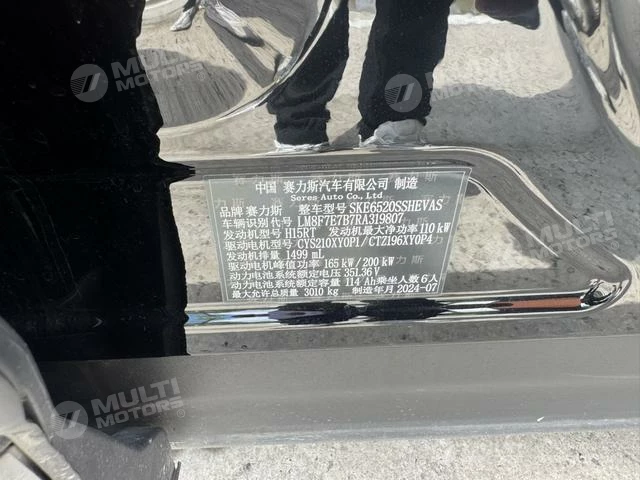 中国 赛力斯汽车有限公司 制造
Seres Auto Co., Ltd
品牌 赛力斯 整车型号 SKE6520SSHEVAS
车辆识别代号 LM8F7E7B7RA319807
发动机型号 H15RT 发动机最大净功率 110 kW
驱动电机型号 CYS210XY0P1/CTZ196XY0P4
发动机排量 1499 mL
驱动电机峰值功率 165 kW/200 kW
动力电池系统额定电压 351.36 V
动力电池系统额定容量 114 Ah 乘坐人数 6人
最大允许总质量 3010 kg 制造年月 2024-07
MULTI MOTORS
MULTI MOTORS
MULTI MOTORS
MULTI MOTORS